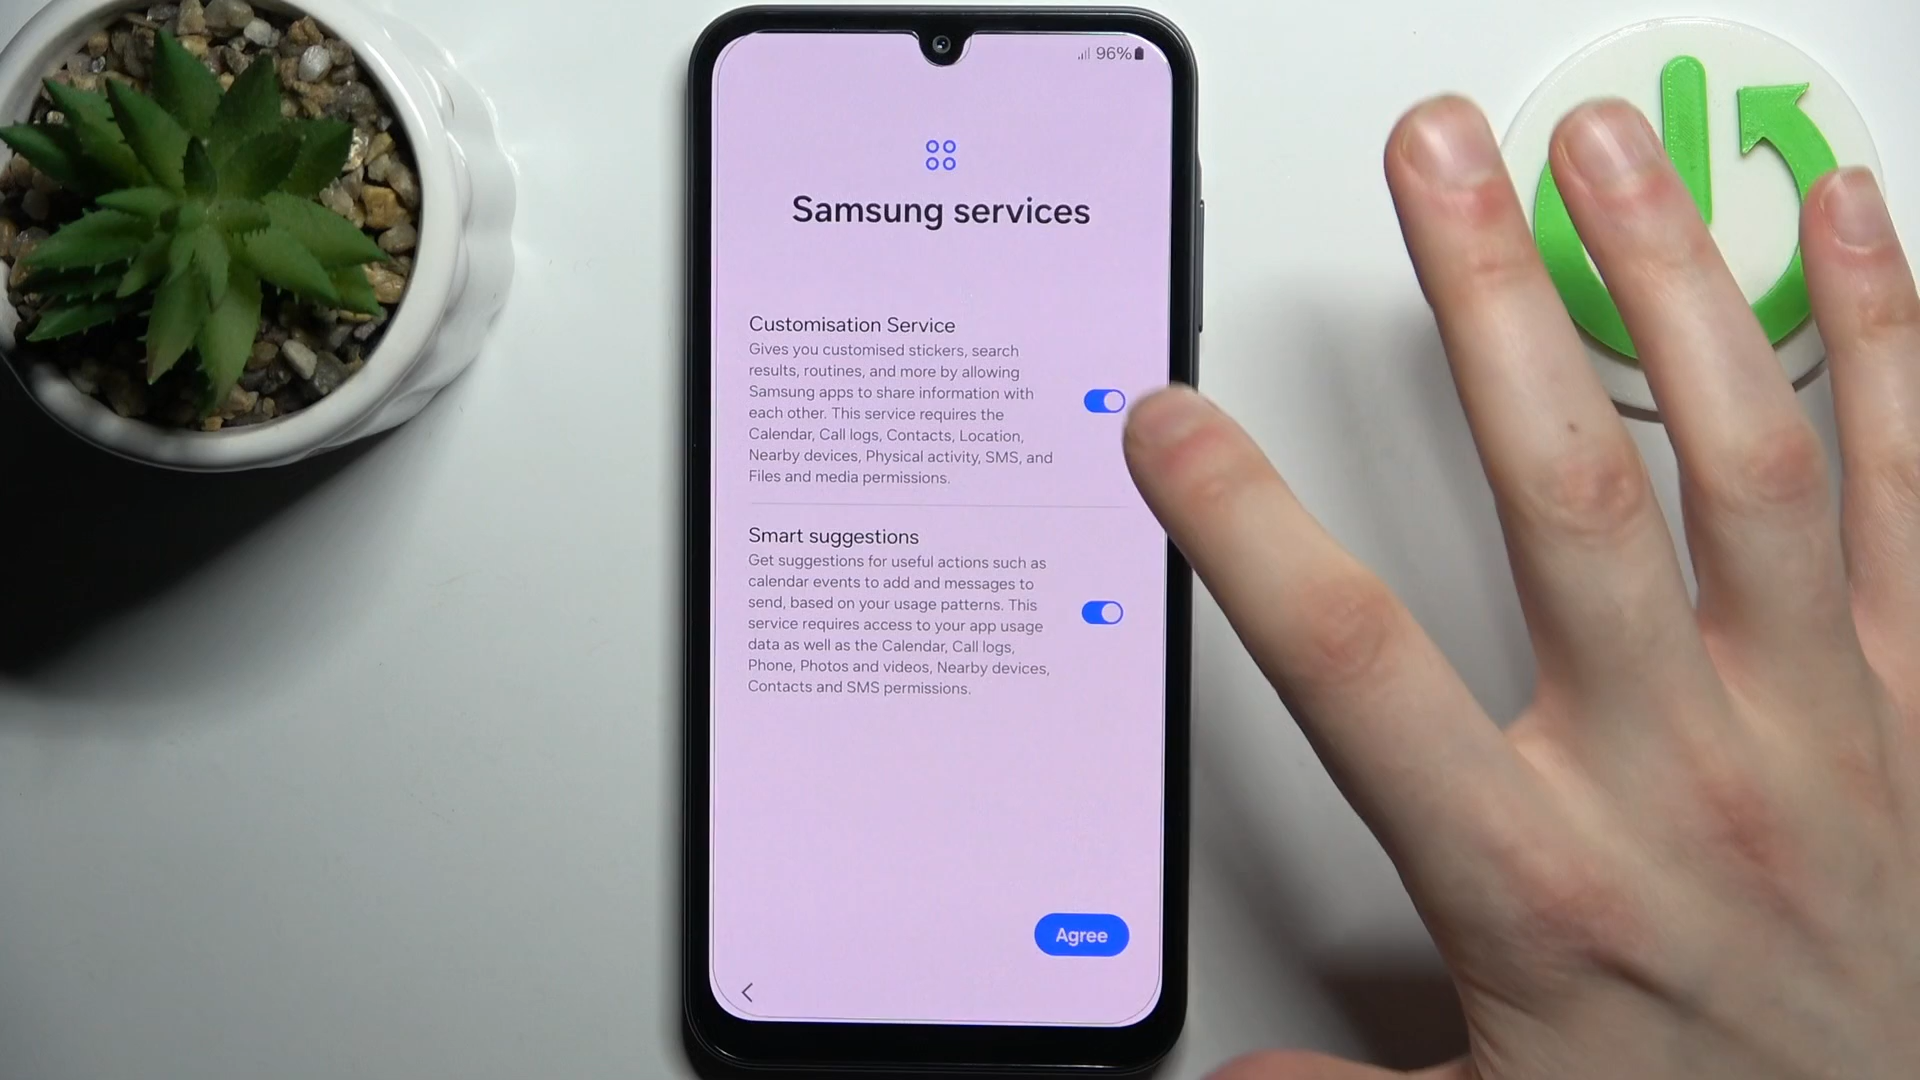 96%
Samsung services
Customisation Service
Gives you customised stickers, search
results, routines, and more by allowing
Samsung apps to share information with
each other. This service requires the
Calendar, Call logs, Contacts, Location,
Nearby devices, Physical activity, SMS, and
Files and media permissions.
Smart suggestions
Get suggestions for useful actions such as
calendar events to add and messages to
send, based on your usage patterns. This
service requires access to your app usage
data as well as the Calendar, Call logs,
Phone, Photos and videos, Nearby devices,
Contacts and SMS permissions.
Agree